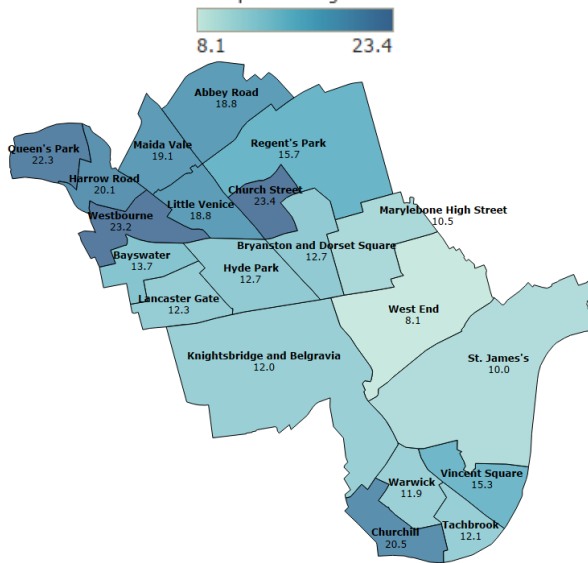 8.1 23.4
Abbey Road
18.8
Queen's Park
22.3
Maida Vale
19.1
Regent's Park
15.7
Harrow Road
20.1
Church Street
23.4
Little Venice
18.8
Westbourne
23.2
Marylebone High Street
10.5
Bryanston and Dorset Square
12.7
Bayswater
13.7
Hyde Park
12.7
Lancaster Gate
12.3
West End
8.1
Knightsbridge and Belgravia
12.0
St. James's
10.0
Vincent Square
15.3
Warwick
11.9
Tachbrook
12.1
Churchill
20.5